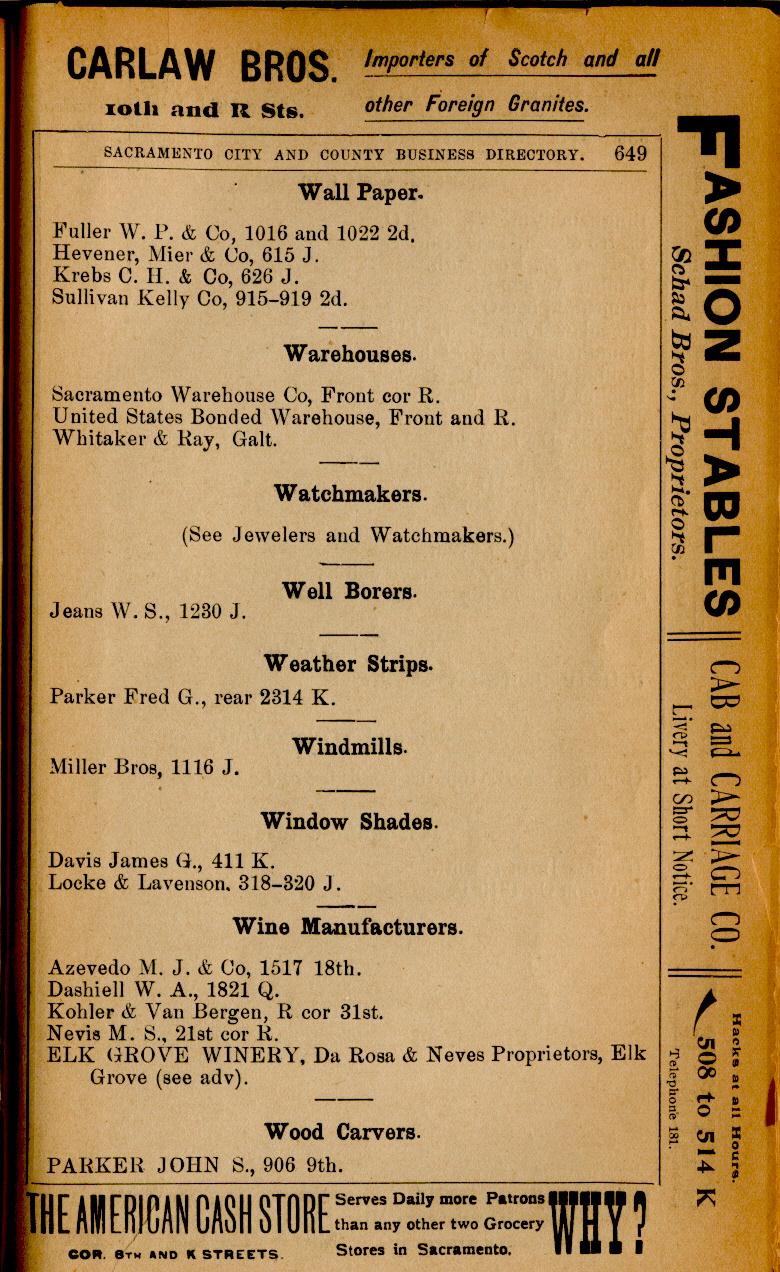 CARLAW BROS.
10th and R Sts.
Importers of Scotch and all
other Foreign Granites.
SACRAMENTO CITY AND COUNTY BUSINESS DIRECTORY. 649
Wall Paper.
Fuller W. P. & Co, 1016 and 1022 2d.
Hevener, Mier & Co, 615 J.
Krebs C. H. & Co, 626 J.
Sullivan Kelly Co, 915–919 2d.
Warehouses.
Sacramento Warehouse Co, Front cor R.
United States Bonded Warehouse, Front and R.
Whitaker & Ray, Galt.
Watchmakers.
(See Jewelers and Watchmakers.)
Well Borers.
Jeans W. S., 1230 J.
Weather Strips.
Parker Fred G., rear 2314 K.
Windmills.
Miller Bros, 1116 J.
Window Shades.
Davis James G., 411 K.
Locke & Lavenson. 318–320 J.
Wine Manufacturers.
Azevedo M. J. & Co, 1517 18th.
Dashiell W. A., 1821 Q.
Kohler & Van Bergen, R cor 31st.
Nevis M. S., 21st cor R.
ELK GROVE WINERY, Da Rosa & Neves Proprietors, Elk
Grove (see adv).
Wood Carvers.
PARKER JOHN S., 906 9th.
FASHION STABLES
Schad Bros., Proprietors.
CAB and CARRIAGE CO.
Livery at Short Notice.
Hacks at all Hours.
508 to 514 K
Telephone 181.
THE AMERICAN CASH STORE
COR. 8TH AND K STREETS.
Serves Daily more Patrons
than any other two Grocery
Stores in Sacramento.
WHY?